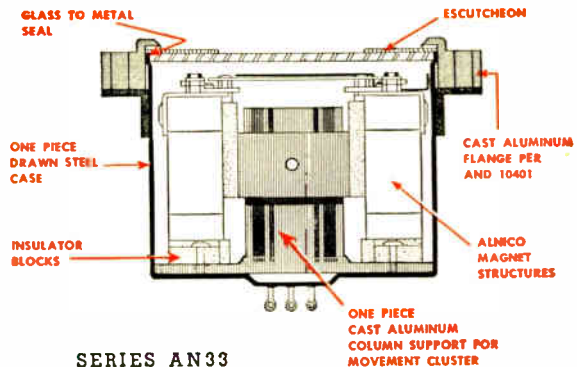 GLASS TO METAL
SEAL
ESCUTCHEON
ONE PIECE
DRAWN STEEL
CASE
CAST ALUMINUM
FLANGE PER
AND 10401
INSULATOR
BLOCKS
ALNICO
MAGNET
STRUCTURES
ONE PIECE
CAST ALUMINUM
COLUMN SUPPORT FOR
MOVEMENT CLUSTER
SERIES AN33